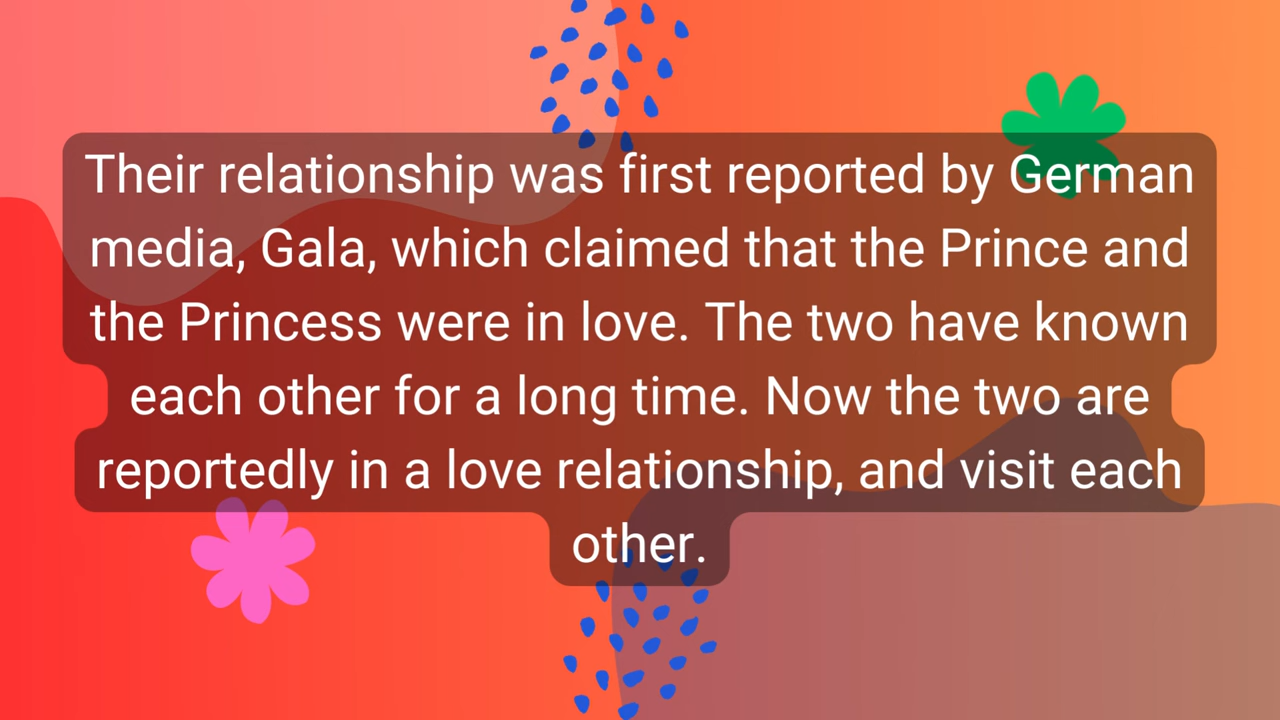 Their relationship was first reported by German
media, Gala, which claimed that the Prince and
the Princess were in love. The two have known
each other for a long time. Now the two are
reportedly in a love relationship, and visit each
other.